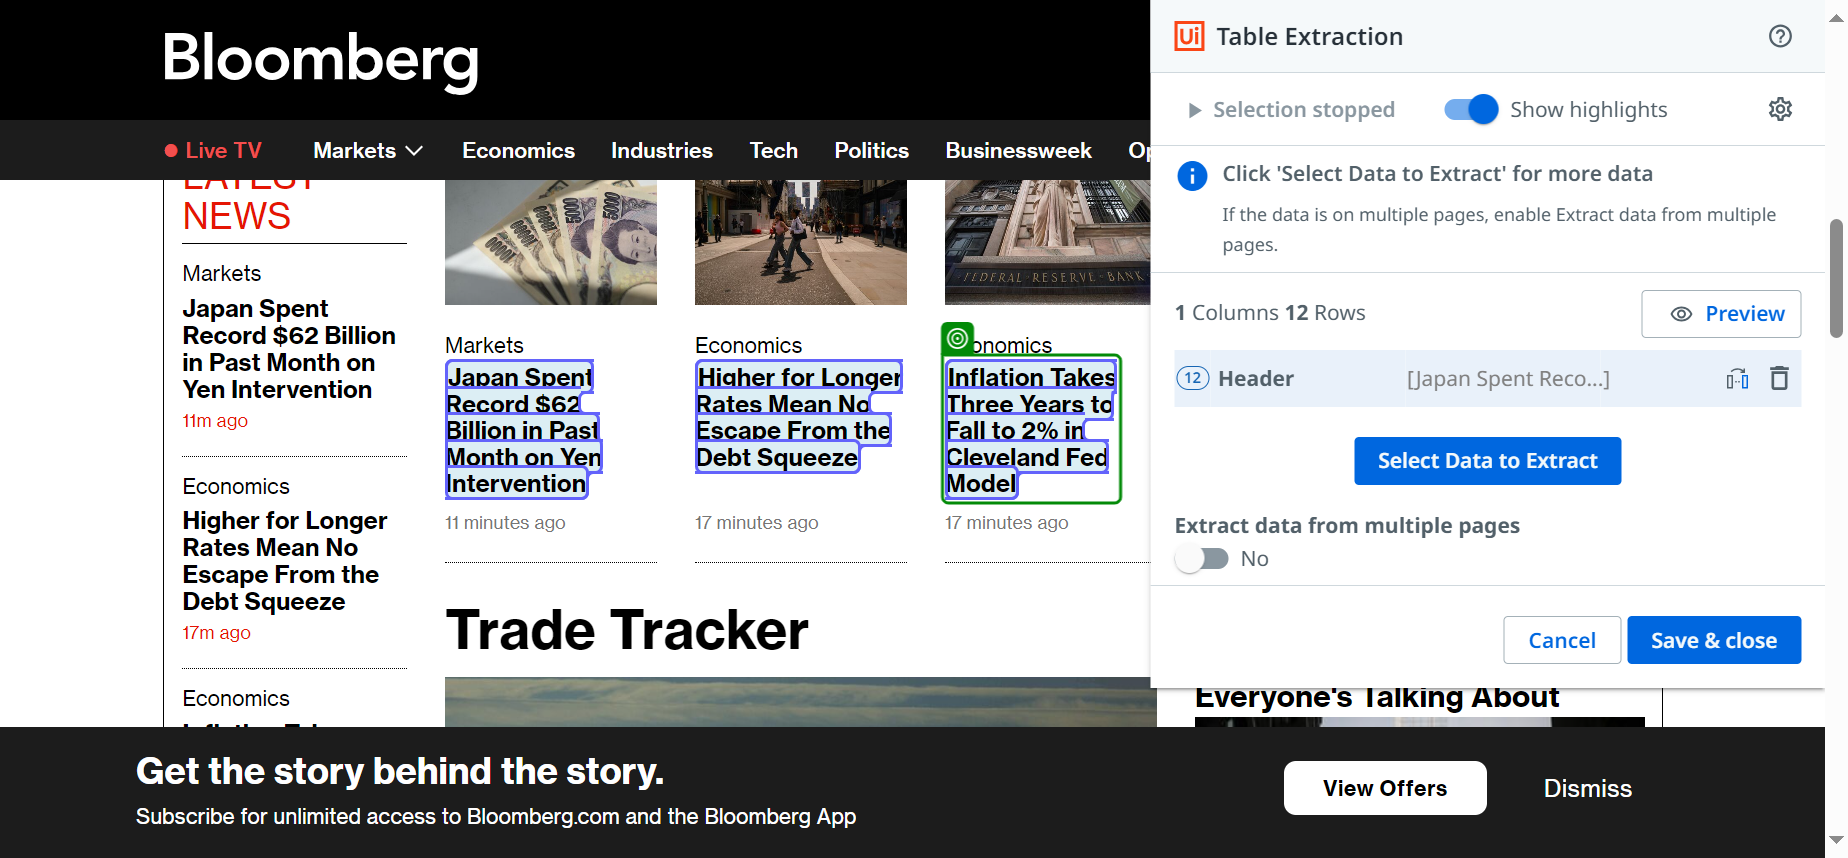 Bloomberg
Live TV
Markets
Economics
Industries
Tech
Politics
Businessweek
LATEST
NEWS
Markets
Japan Spent
Record $62 Billion
in Past Month on
Yen Intervention
11m ago
Economics
Higher for Longer
Rates Mean No
Escape From the
Debt Squeeze
17m ago
Economics
Markets
Japan Spent
Record $62
Billion in Past
Month on Yen
Intervention
11 minutes ago
Economics
Higher for Longer
Rates Mean No
Escape From the
Debt Squeeze
17 minutes ago
FEDERAL RESERVE BANK
onomics
Inflation Takes
Three Years to
Fall to 2% in
Cleveland Fed
Model
17 minutes ago
Trade Tracker
Ui Table Extraction
Selection stopped
Show highlights
Click 'Select Data to Extract' for more data
If the data is on multiple pages, enable Extract data from multiple
pages.
1 Columns 12 Rows
Preview
12 Header [Japan Spent Reco...]
Select Data to Extract
Extract data from multiple pages
No
Cancel
Save & close
Everyone's Talking About
Get the story behind the story.
Subscribe for unlimited access to Bloomberg.com and the Bloomberg App
View Offers
Dismiss